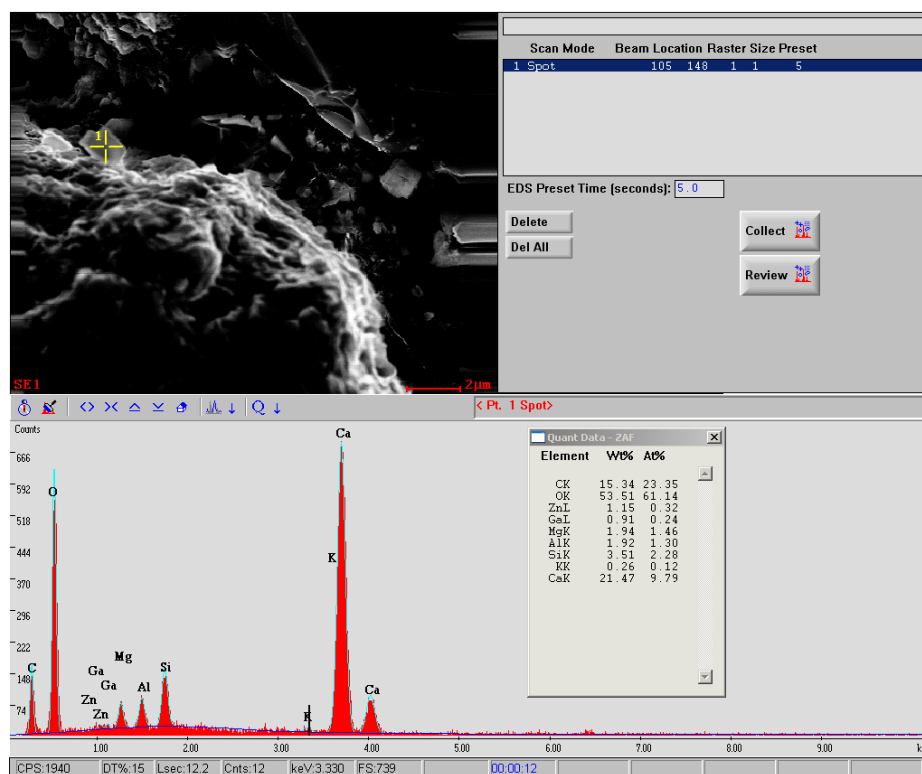 Scan Mode Beam Location Raster Size Preset
1 Spot 105 148 1 1 5
1
EDS Preset Time (seconds): 5.0
Delete
Del All
Collect
Review
SE1
2µm
Q
< Pt. 1 Spot>
Counts
666
592
518
444
370
296
222
148
74
C
O
Zn
Ga
Zn
Ga
Mg
Al
Si
K
K
Ca
Ca
1.00 2.00 3.00 4.00 5.00 6.00 7.00 8.00 9.00 k
Quant Data - ZAF
Element Wt% At%
CK 15.34 23.35
OK 53.51 61.14
ZnL 1.15 0.32
GaL 0.91 0.24
MgK 1.94 1.46
AlK 1.92 1.30
SiK 3.51 2.28
KK 0.26 0.12
CaK 21.47 9.79
CPS:1940 DT%:15 Lsec:12.2 Cnts:12 keV:3.330 FS:739 00:00:12